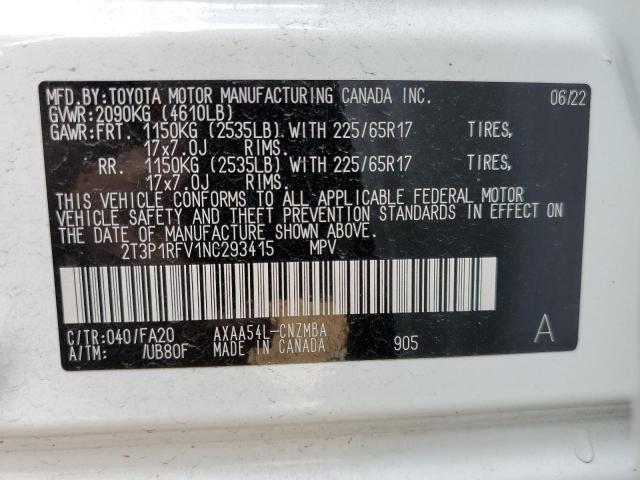 MFD.BY:TOYOTA MOTOR MANUFACTURING CANADA INC. 06/22
GVWR:2090KG (4610LB)
GAWR:FRT. 1150KG (2535LB) WITH 225/65R17 TIRES,
17x7.0J RIMS.
RR. 1150KG (2535LB) WITH 225/65R17 TIRES,
17x7.0J RIMS.
THIS VEHICLE CONFORMS TO ALL APPLICABLE FEDERAL MOTOR
VEHICLE SAFETY AND THEFT PREVENTION STANDARDS IN EFFECT ON
THE DATE OF MANUFACTURE SHOWN ABOVE.
2T3P1RFV1NC293415 MPV
C/TR:040/FA20 AXAA54L-CNZMBA A
A/TM: /UB80F MADE IN CANADA 905